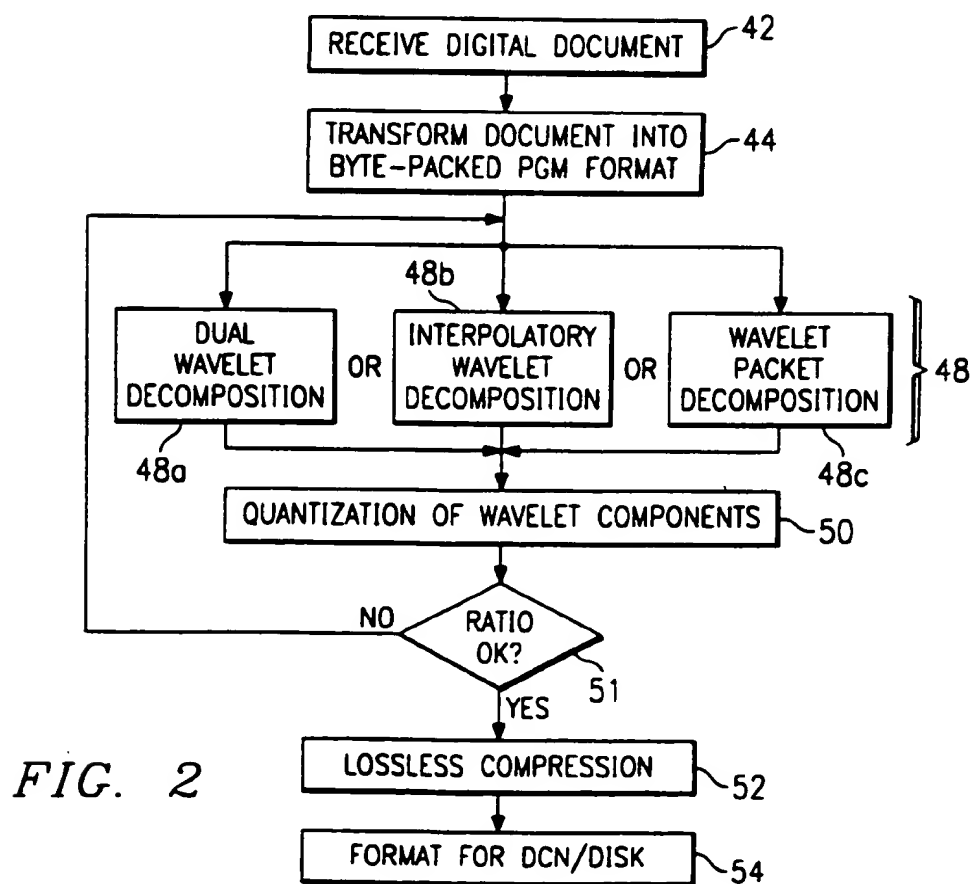 RECEIVE DIGITAL DOCUMENT
42
TRANSFORM DOCUMENT INTO
BYTE-PACKED PGM FORMAT
44
48b
DUAL
WAVELET
DECOMPOSITION
OR
INTERPOLATORY
WAVELET
DECOMPOSITION
OR
WAVELET
PACKET
DECOMPOSITION
48
48a
48c
QUANTIZATION OF WAVELET COMPONENTS
50
NO
RATIO
OK?
51
YES
LOSSLESS COMPRESSION
52
FIG. 2
FORMAT FOR DCN/DISK
54